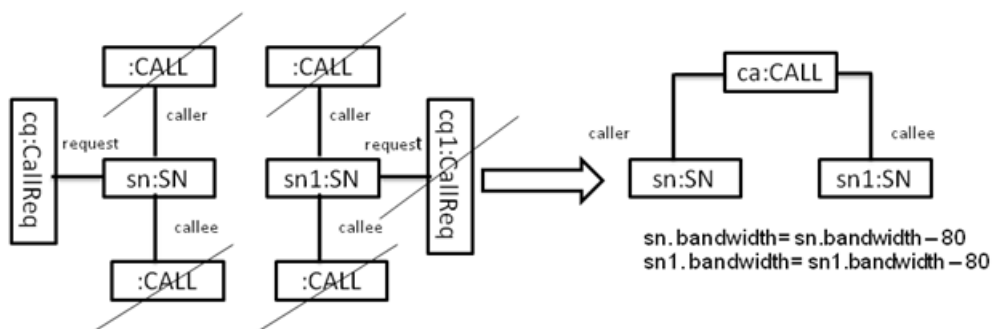 :CALL
:CALL
caller
caller
cq:CallReq
request
request
cq1:CallReq
sn:SN
sn1:SN
callee
callee
:CALL
:CALL
ca:CALL
caller
callee
sn:SN
sn1:SN
sn.bandwidth= sn.bandwidth–80
sn1.bandwidth= sn1.bandwidth–80